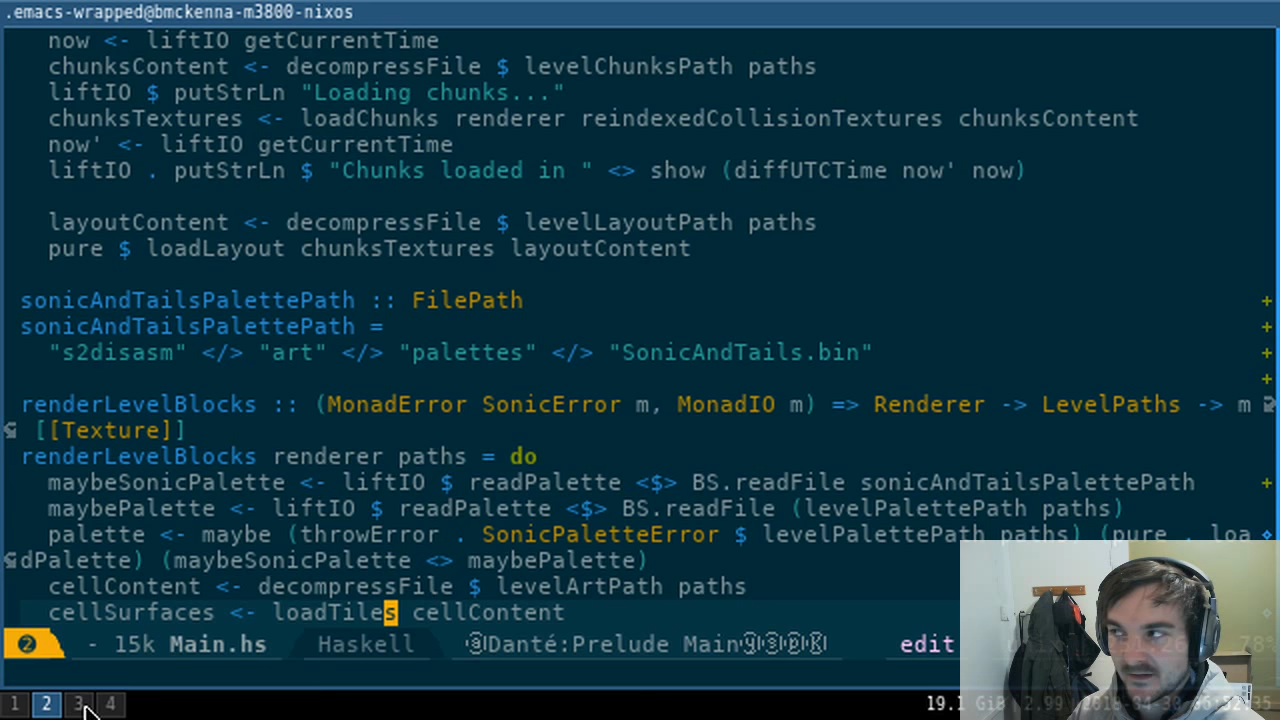 .emacs-wrapped@bmckenna-m3800-nixos
now <- liftIO getCurrentTime
chunksContent <- decompressFile $ levelChunksPath paths
liftIO $ putStrLn "Loading chunks..."
chunksTextures <- loadChunks renderer reindexedCollisionTextures chunksContent
now' <- liftIO getCurrentTime
liftIO . putStrLn $ "Chunks loaded in " <> show (diffUTCTime now' now)
layoutContent <- decompressFile $ levelLayoutPath paths
pure $ loadLayout chunksTextures layoutContent
sonicAndTailsPalettePath :: FilePath
sonicAndTailsPalettePath =
"s2disasm" </> "art" </> "palettes" </> "SonicAndTails.bin"
renderLevelBlocks :: (MonadError SonicError m, MonadIO m) => Renderer -> LevelPaths -> m
[[Texture]]
renderLevelBlocks renderer paths = do
maybeSonicPalette <- liftIO $ readPalette <$> BS.readFile sonicAndTailsPalettePath
maybePalette <- liftIO $ readPalette <$> BS.readFile (levelPalettePath paths)
palette <- maybe (throwError . SonicPaletteError $ levelPalettePath paths) (pure . loa
dPalette) (maybeSonicPalette <> maybePalette)
cellContent <- decompressFile $ levelArtPath paths
cellSurfaces <- loadTiles cellContent
2 - 15k Main.hs Haskell Danté:Prelude Main edit
1 2 3 4 19.1 GiB